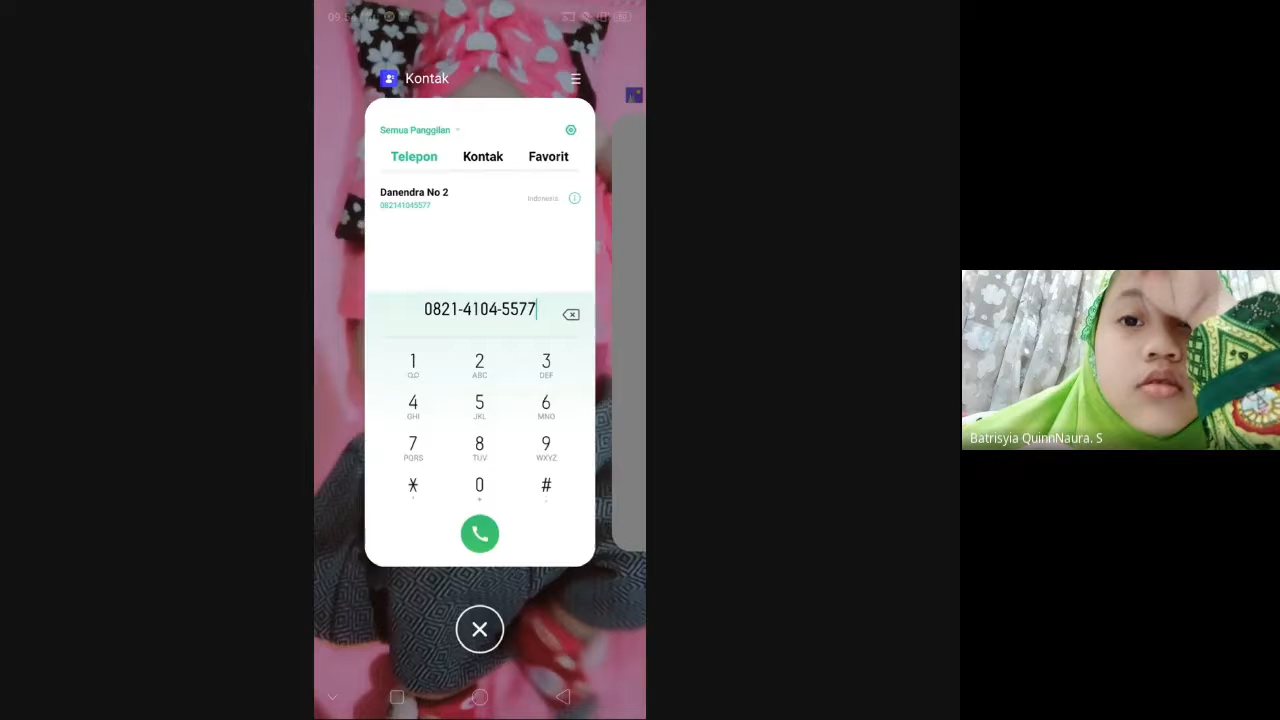 Kontak
Semua Panggilan
Telepon Kontak Favorit
Danendra No 2
082141045577
Indonesia
0821-4104-5577
1 2 3
ABC DEF
4 5 6
GHI JKL MNO
7 8 9
PQRS TUV WXYZ
* 0 #
+
Batrisyia QuinnNaura. S